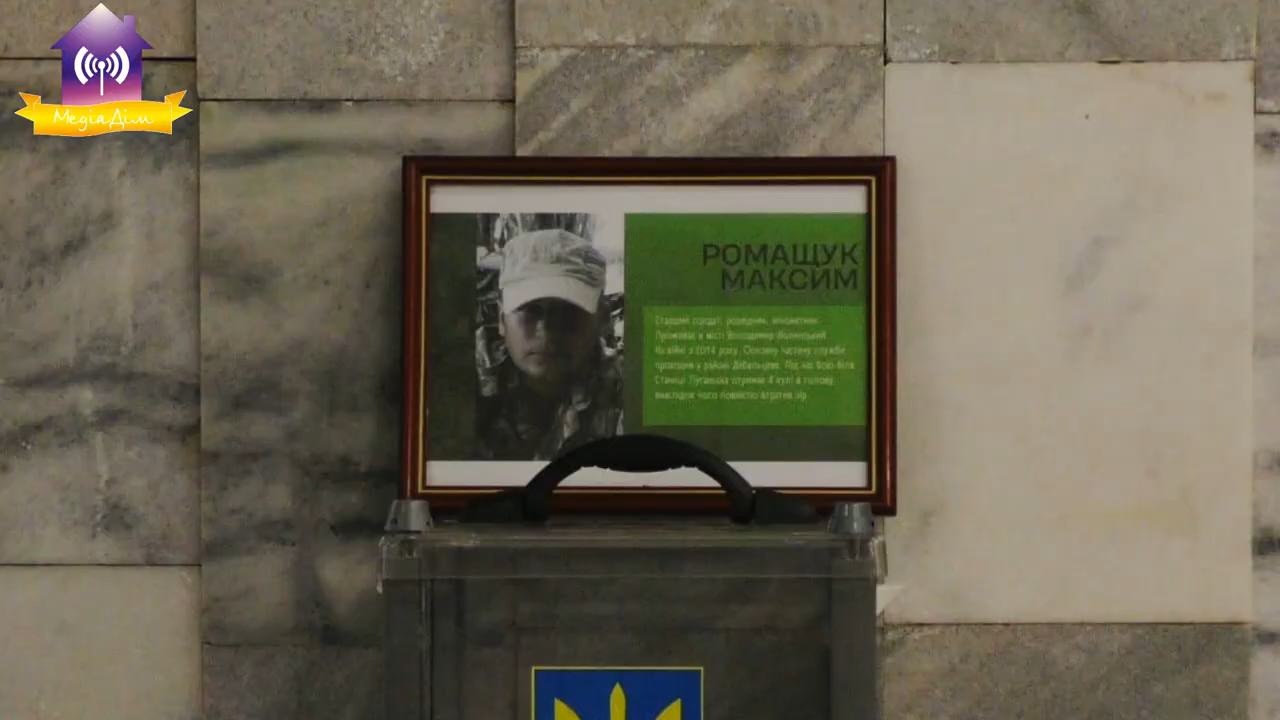 МедіаДім
РОМАЩУК
МАКСИМ
Старший солдат, розвідник, кулеметник.
Проживає в місті Володимир-Волинський
На війні з 2014 року. Основну частину служби
проходив у районі Дебальцеве. Під час бою біля
Станиці Луганська отримав 4 кулі в голову,
внаслідок чого повністю втратив зір